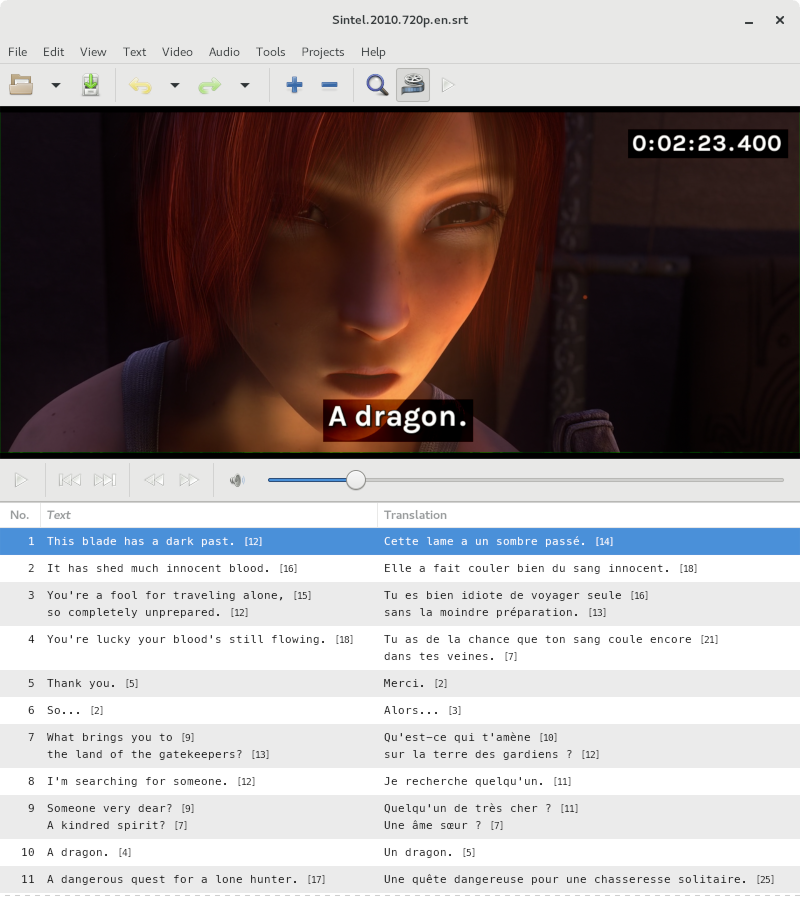 Sintel.2010.720p.en.srt
File Edit View Text Video Audio Tools Projects Help
0:02:23.400
A dragon.
No. Text Translation
1 This blade has a dark past. [12] Cette lame a un sombre passé. [14]
2 It has shed much innocent blood. [16] Elle a fait couler bien du sang innocent. [18]
3 You're a fool for traveling alone, [15] Tu es bien idiote de voyager seule [16]
so completely unprepared. [12] sans la moindre préparation. [13]
4 You're lucky your blood's still flowing. [18] Tu as de la chance que ton sang coule encore [21]
dans tes veines. [7]
5 Thank you. [5] Merci. [2]
6 So... [2] Alors... [3]
7 What brings you to [9] Qu'est-ce qui t'amène [10]
the land of the gatekeepers? [13] sur la terre des gardiens ? [12]
8 I'm searching for someone. [12] Je recherche quelqu'un. [11]
9 Someone very dear? [9] Quelqu'un de très cher ? [11]
A kindred spirit? [7] Une âme sœur ? [7]
10 A dragon. [4] Un dragon. [5]
11 A dangerous quest for a lone hunter. [17] Une quête dangereuse pour une chasseresse solitaire. [25]